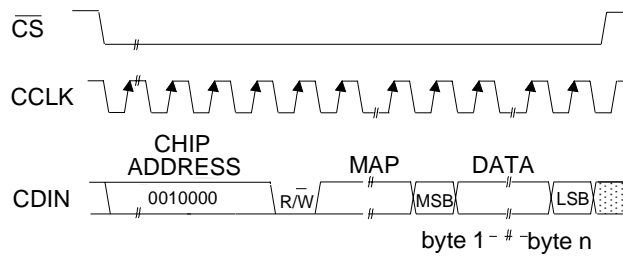 CS
CCLK
CHIP
ADDRESS
MAP
DATA
CDIN
0010000
R/W
MSB
LSB
byte 1
byte n